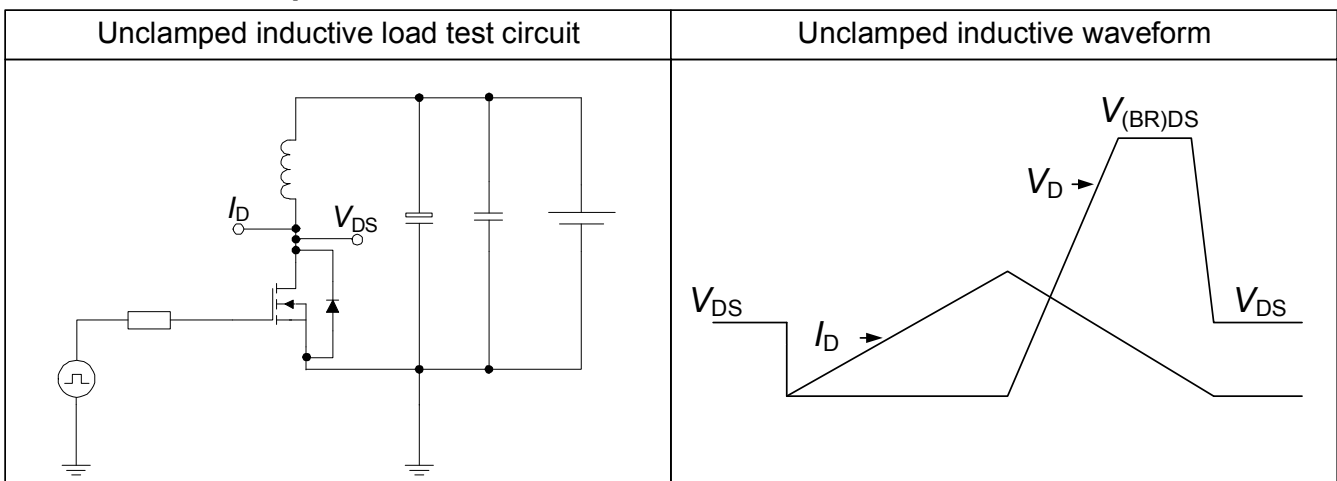 Unclamped inductive load test circuit
Unclamped inductive waveform
I_D
V_DS
V_(BR)DS
V_D
V_DS
I_D
V_DS